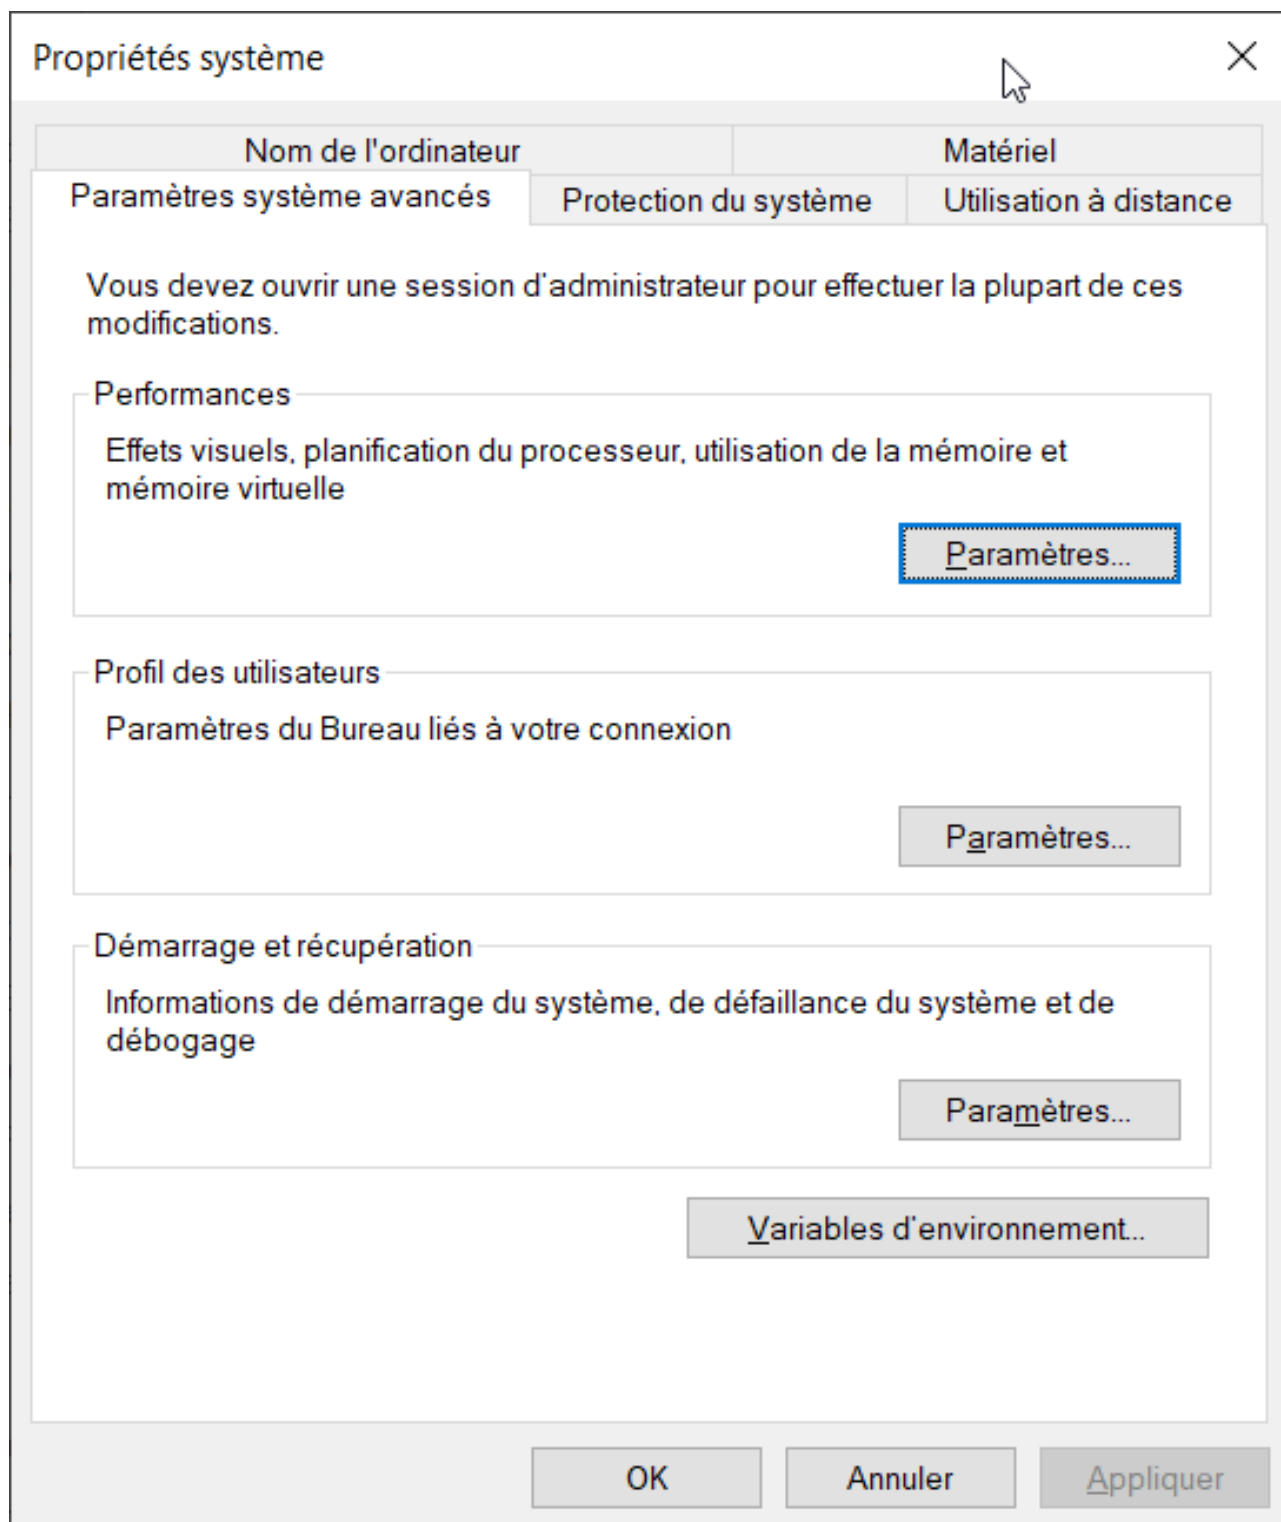 Propriétés système
Nom de l'ordinateur
Matériel
Paramètres système avancés
Protection du système
Utilisation à distance
Vous devez ouvrir une session d'administrateur pour effectuer la plupart de ces
modifications.
Performances
Effets visuels, planification du processeur, utilisation de la mémoire et
mémoire virtuelle
Paramètres...
Profil des utilisateurs
Paramètres du Bureau liés à votre connexion
Paramètres...
Démarrage et récupération
Informations de démarrage du système, de défaillance du système et de
débogage
Paramètres...
Variables d'environnement...
OK
Annuler
Appliquer